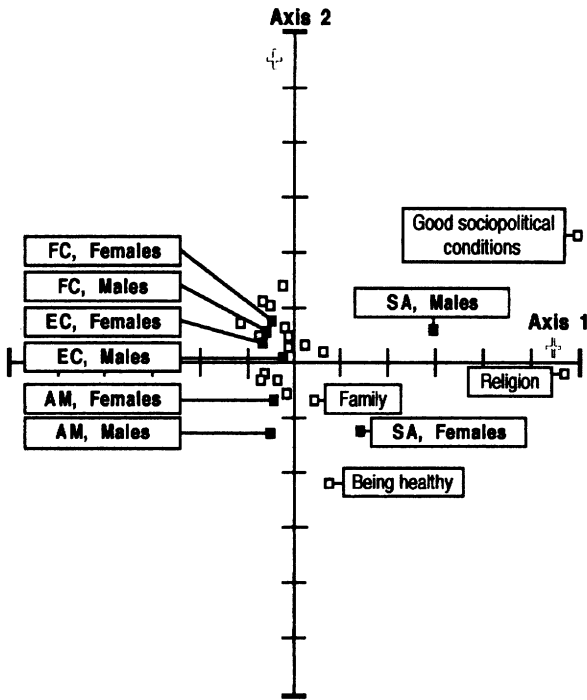 Axis 2
Good sociopolitical
conditions
FC, Females
FC, Males
SA, Males
EC, Females
Axis 1
EC, Males
Religion
AM, Females
Family
AM, Males
SA, Females
Being healthy